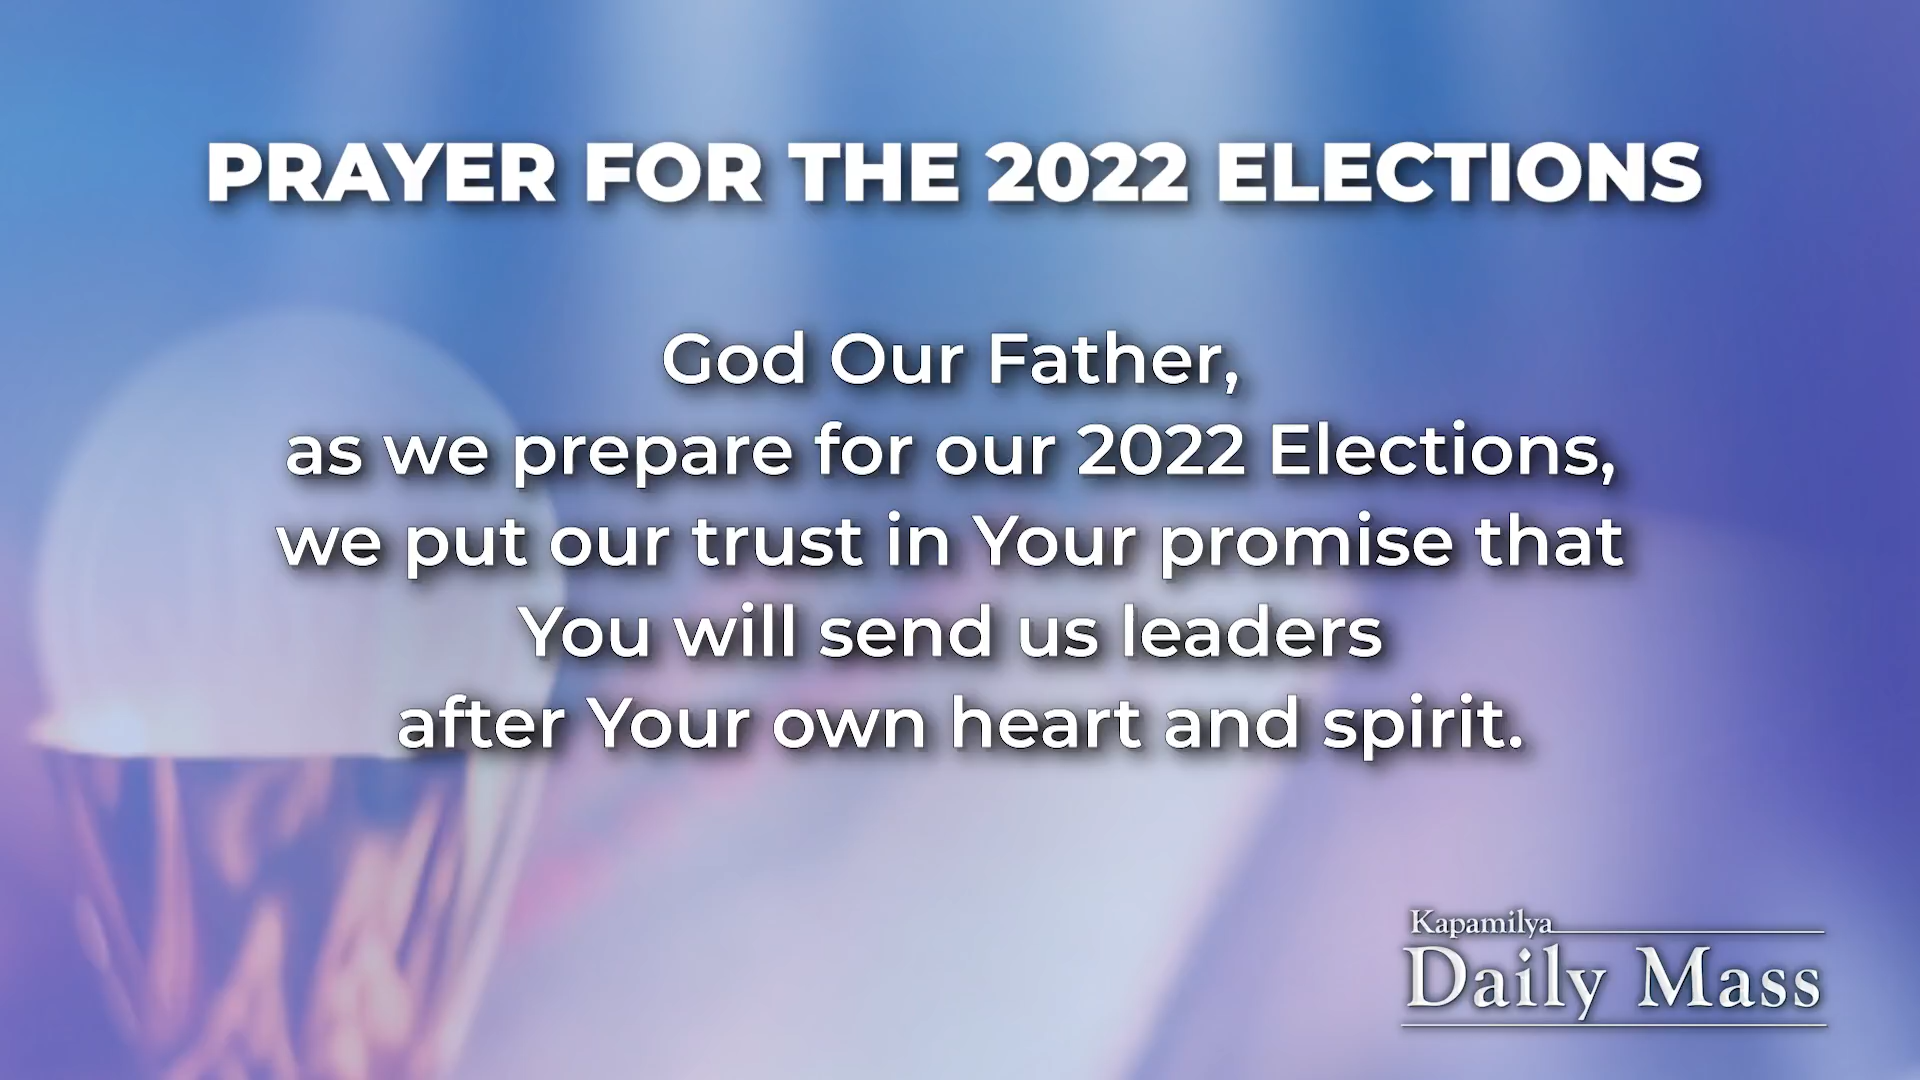 PRAYER FOR THE 2022 ELECTIONS
God Our Father,
as we prepare for our 2022 Elections,
we put our trust in Your promise that
You will send us leaders
after Your own heart and spirit.
Kapamilya
Daily Mass